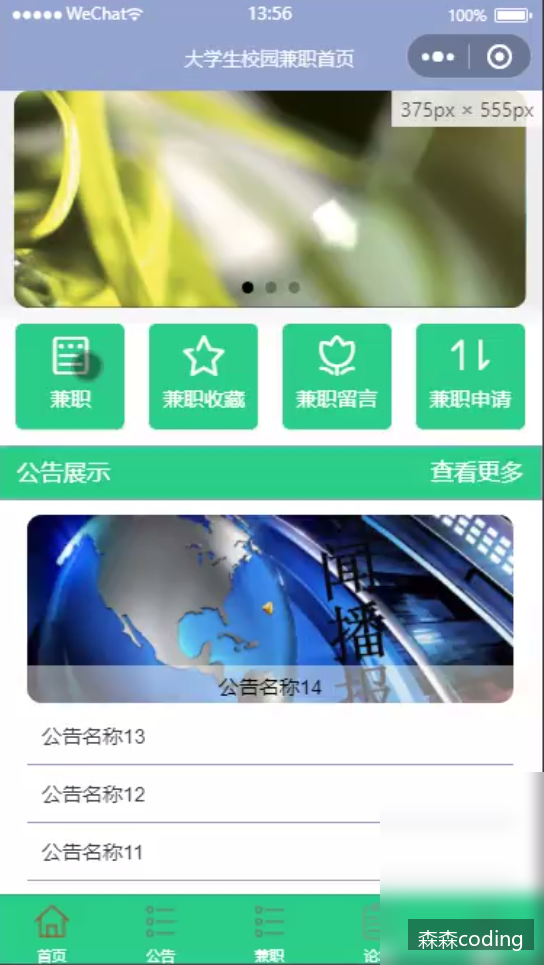 WeChat 13:56 100%
大学生校园兼职首页
375px × 555px
兼职 兼职收藏 兼职留言 兼职申请
公告展示 查看更多
闻
播
报
公告名称14
公告名称13
公告名称12
公告名称11
首页 公告 兼职
森森coding